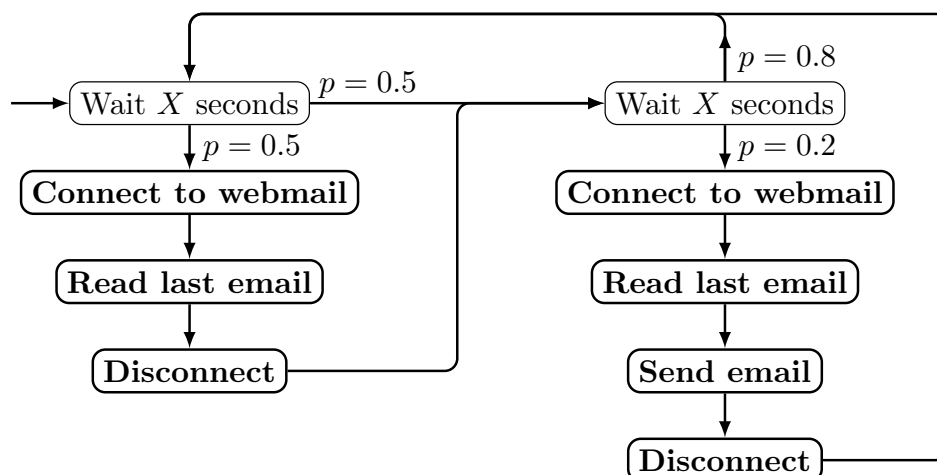 p = 0.8
Wait X seconds
p = 0.5
Wait X seconds
p = 0.5
p = 0.2
Connect to webmail
Connect to webmail
Read last email
Read last email
Disconnect
Send email
Disconnect